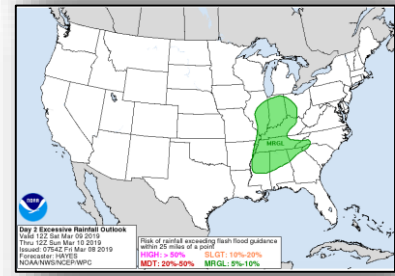 MRGL
noaa
Day 2 Excessive Rainfall Outlook
Valid 12Z Sat Mar 09 2019
Thru 12Z Sun Mar 10 2019
Issued: 0754Z Fri Mar 08 2019
Forecaster: HAYES
NOAA/NWS/NCEP/WPC
Risk of rainfall exceeding flash flood guidance
within 25 miles of a point
HIGH: > 50% SLGT: 10%-20%
MDT: 20%-50% MRGL: 5%-10%